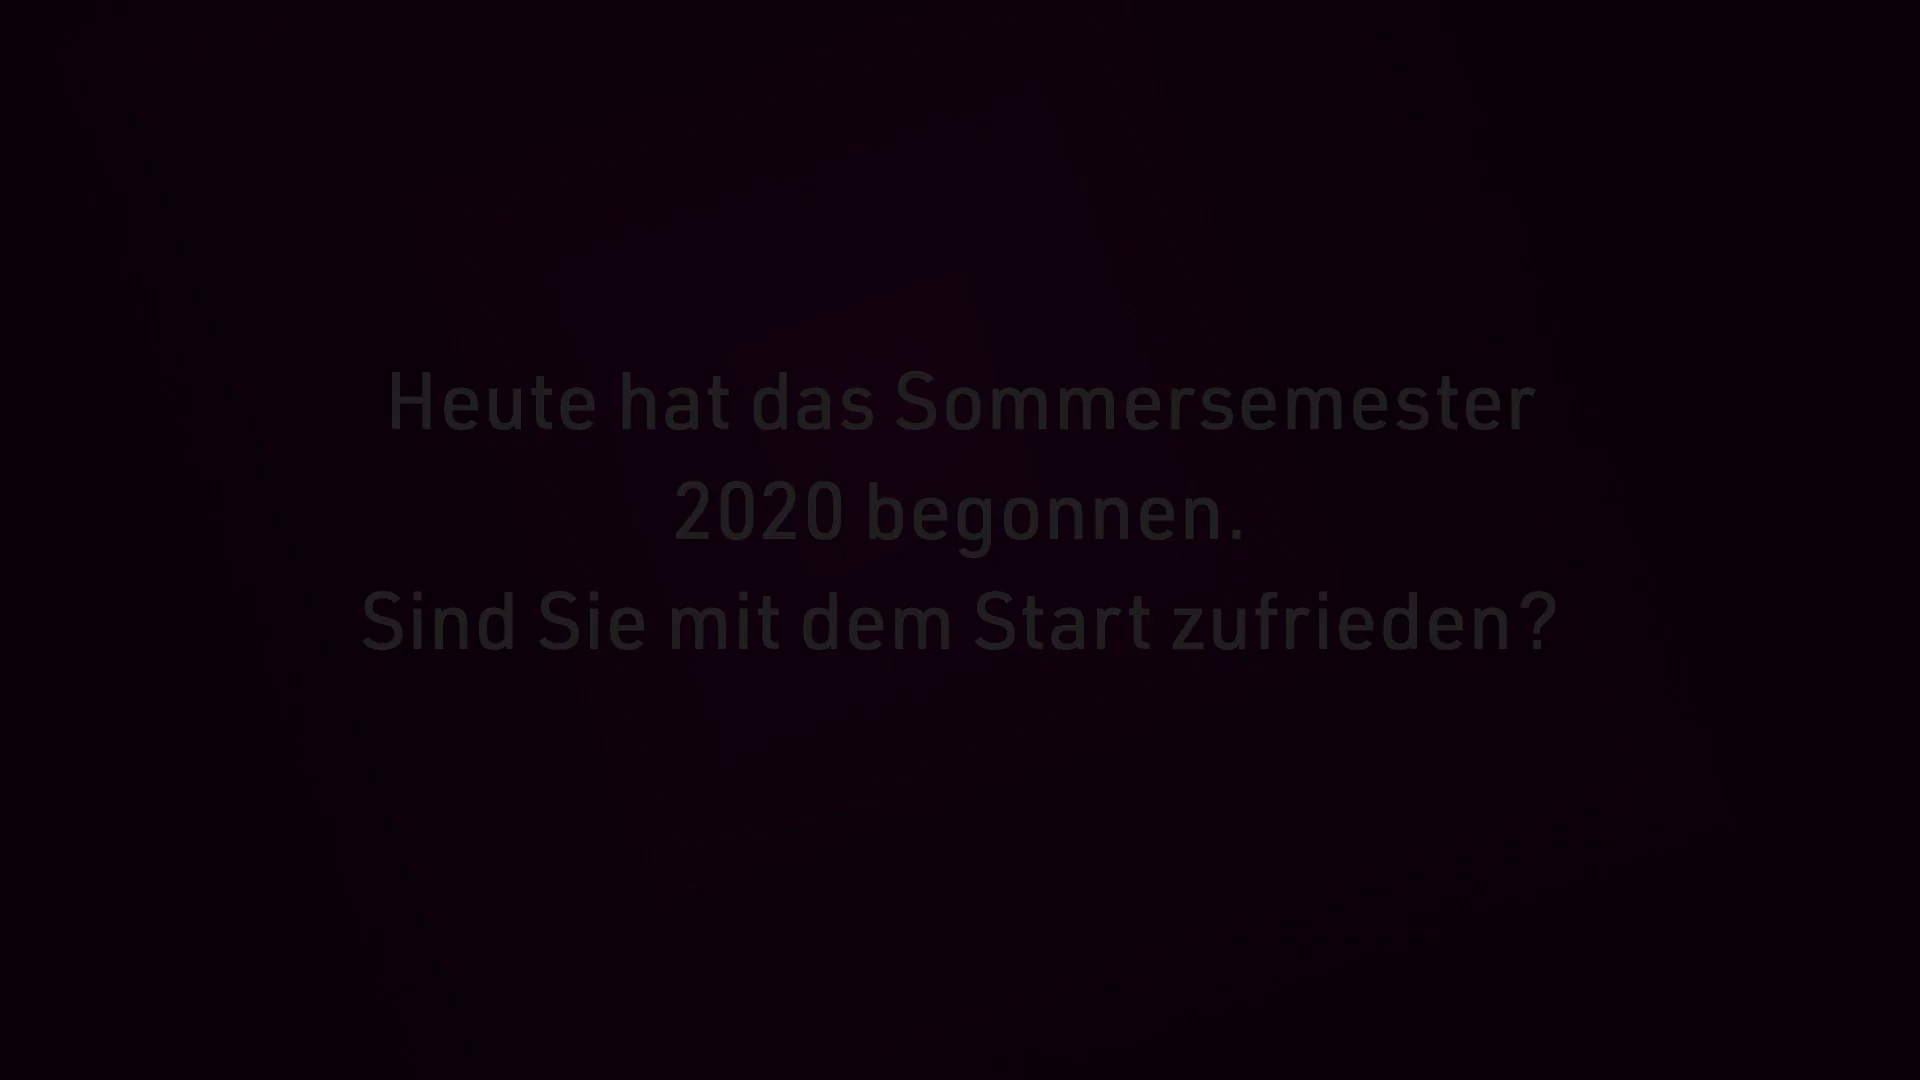 Heute hat das Sommersemester
2020 begonnen.
Sind Sie mit dem Start zufrieden?